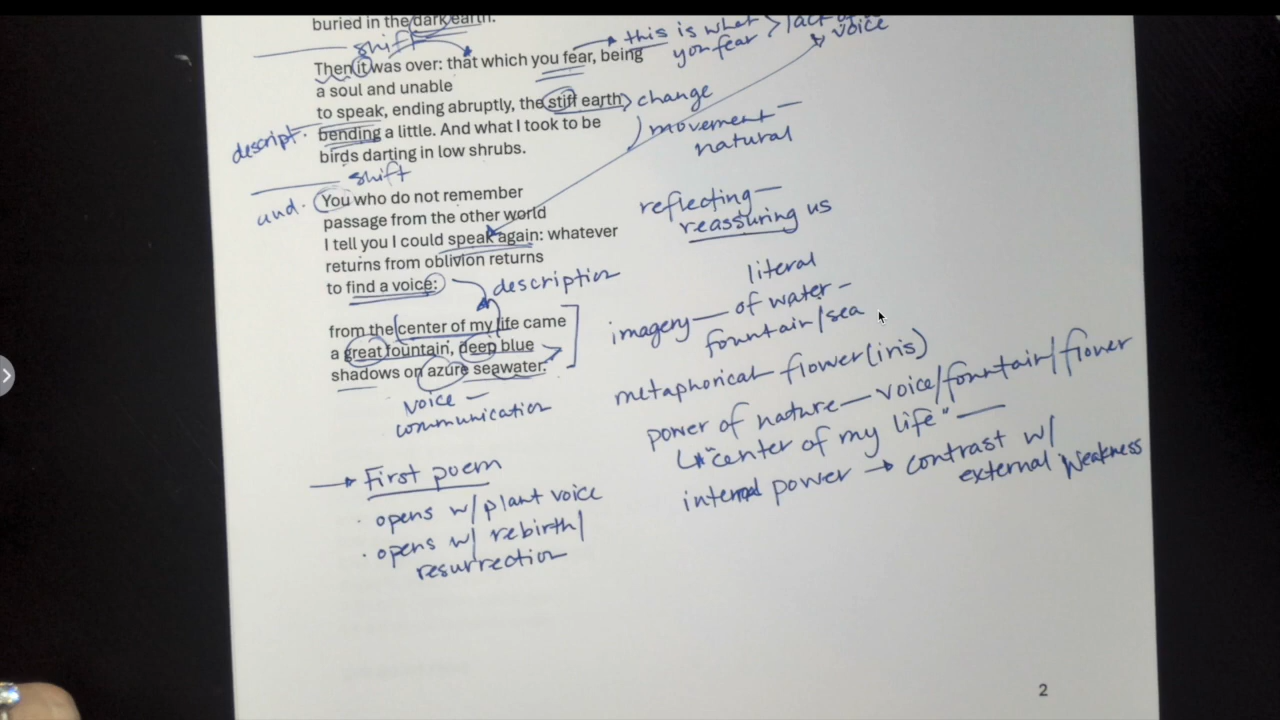 buried in the dark earth.
shift
this is what > lack of
you fear
voice
Then it was over: that which you fear, being
a soul and unable
to speak, ending abruptly, the stiff earth
change
bending a little. And what I took to be
descript.
movement —
natural
birds darting in low shrubs.
shift
aud. You who do not remember
passage from the other world
I tell you I could speak again: whatever
returns from oblivion returns
to find a voice:
reflecting —
reassuring us
description
from the center of my life came
a great fountain, deep blue
shadows on azure seawater.
literal
imagery — of water —
fountain/sea
voice —
communication
metaphorical flower (iris)
power of nature — voice/fountain/flower
"center of my life" —
internal power → contrast w/
external weakness
→ First poem
· opens w/ plant voice
· opens w/ rebirth/
resurrection
2